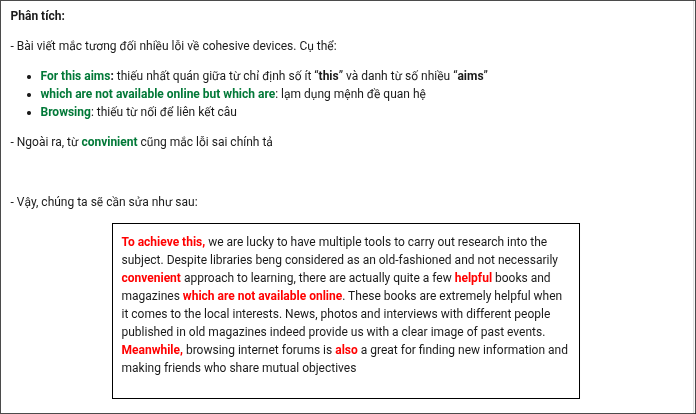 Phân tích:
- Bài viết mắc tương đối nhiều lỗi về cohesive devices. Cụ thể:
For this aims: thiếu nhất quán giữa từ chỉ định số ít “this” và danh từ số nhiều “aims”
which are not available online but which are: lạm dụng mệnh đề quan hệ
Browsing: thiếu từ nối để liên kết câu
- Ngoài ra, từ convinient cũng mắc lỗi sai chính tả
- Vậy, chúng ta sẽ cần sửa như sau:
To achieve this, we are lucky to have multiple tools to carry out research into the
subject. Despite libraries beng considered as an old-fashioned and not necessarily
convenient approach to learning, there are actually quite a few helpful books and
magazines which are not available online. These books are extremely helpful when
it comes to the local interests. News, photos and interviews with different people
published in old magazines indeed provide us with a clear image of past events.
Meanwhile, browsing internet forums is also a great for finding new information and
making friends who share mutual objectives